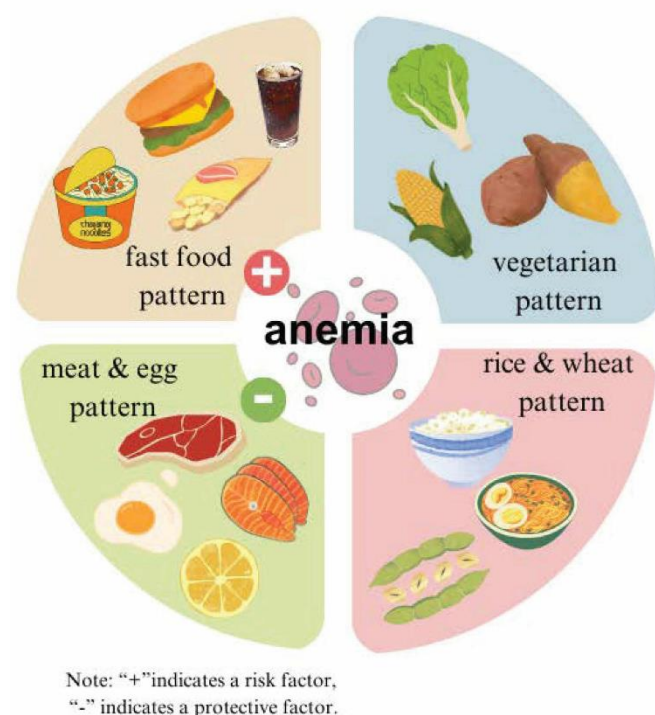 fast food
pattern
+
vegetarian
pattern
anemia
meat & egg
pattern
-
rice & wheat
pattern
noodles
Note: “+”indicates a risk factor,
“-” indicates a protective factor.